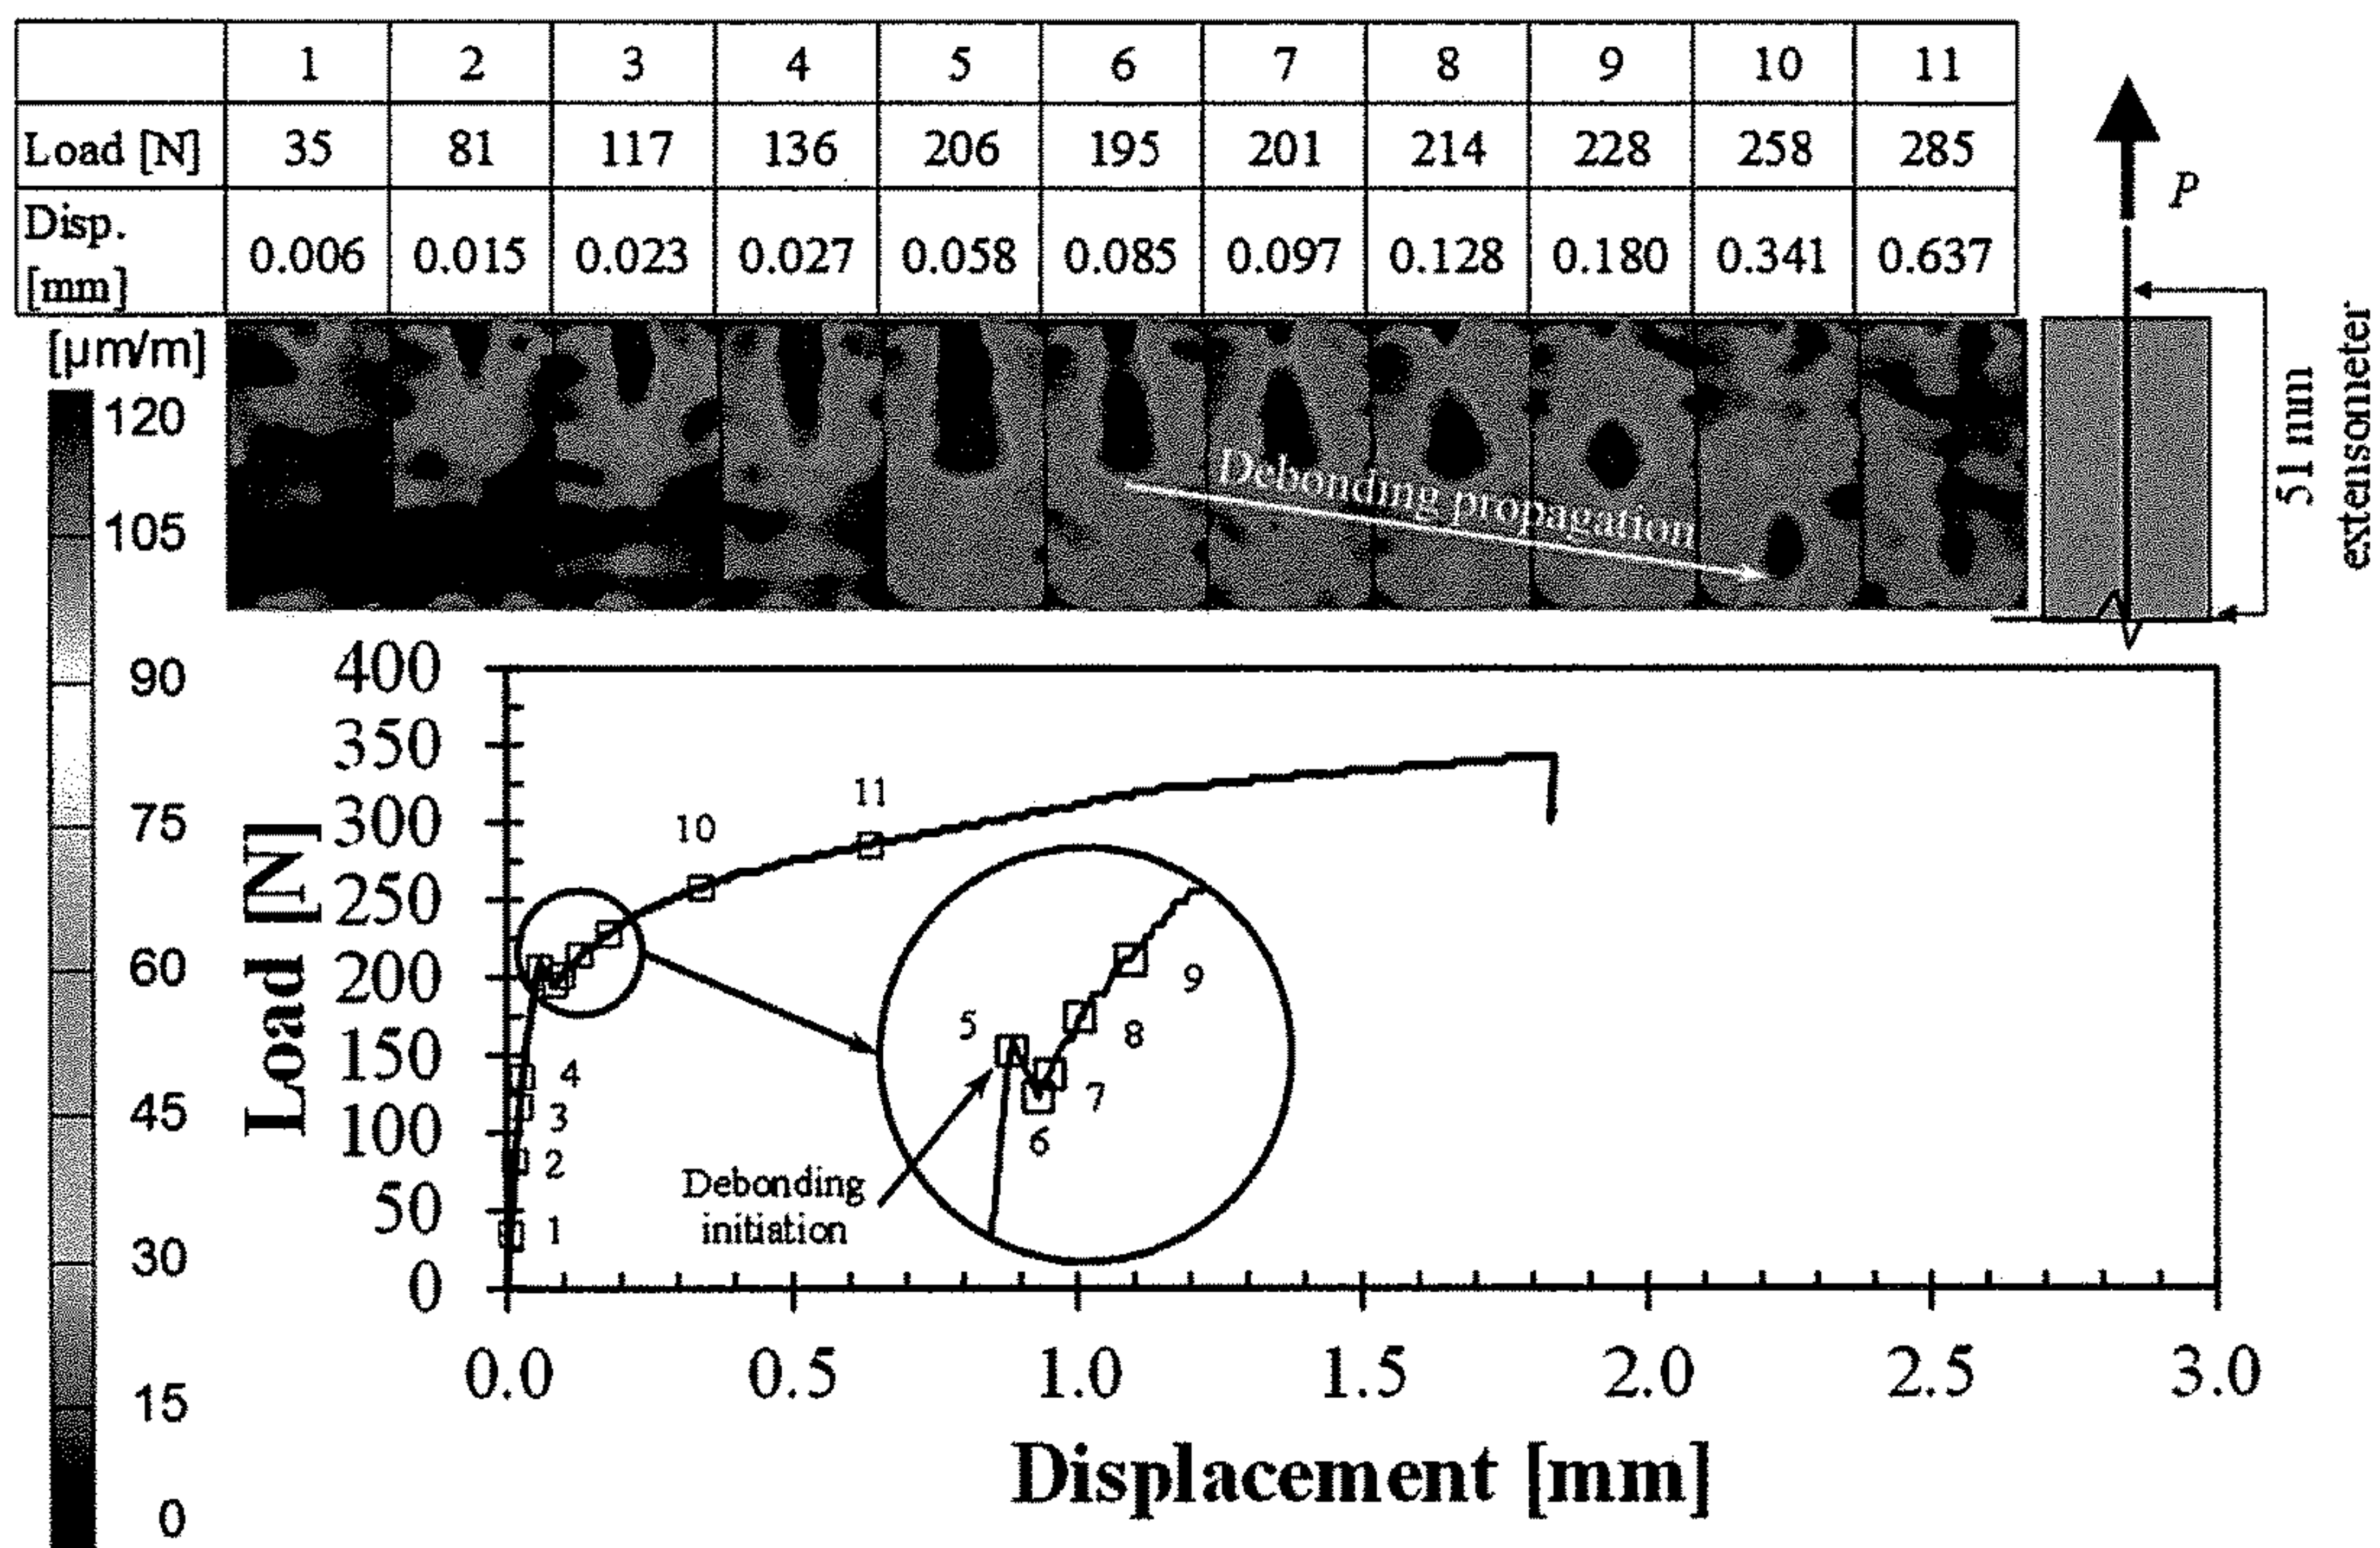 1 2 3 4 5 6 7 8 9 10 11
Load [N] 35 81 117 136 206 195 201 214 228 258 285
Disp.
[mm] 0.006 0.015 0.023 0.027 0.058 0.085 0.097 0.128 0.180 0.341 0.637
P
[µm/m]
120
105
90
75
60
45
30
15
0
Debonding propagation
51 mm
extensometer
400
350
300
250
200
150
100
50
0
Load [N]
1
2
3
4
10
11
5
6
7
8
9
Debonding
initiation
0.0 0.5 1.0 1.5 2.0 2.5 3.0
Displacement [mm]